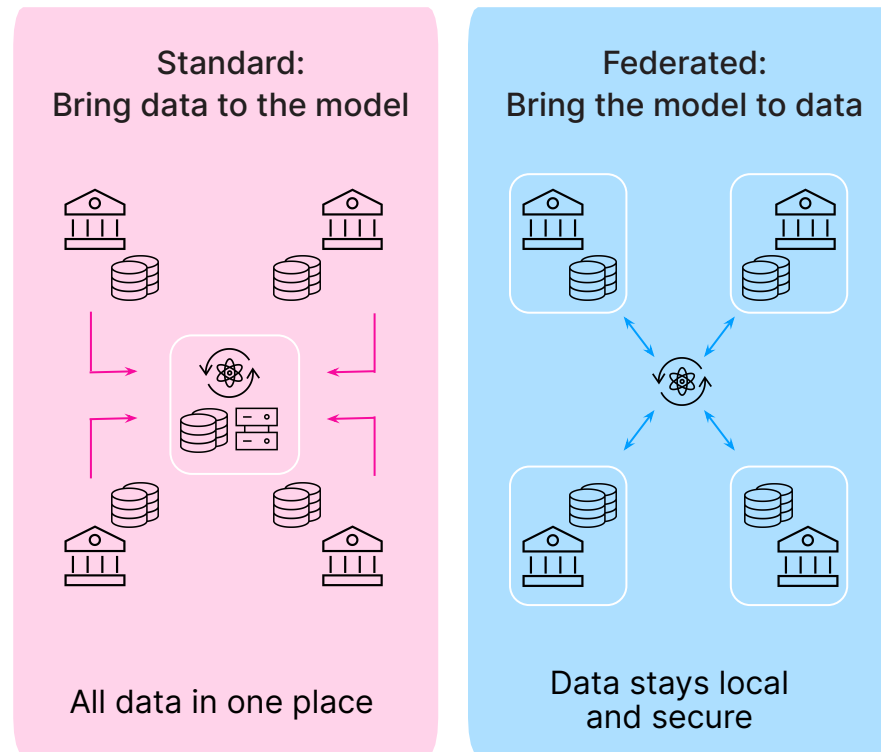 Standard:
Bring data to the model
All data in one place
Federated:
Bring the model to data
Data stays local
and secure